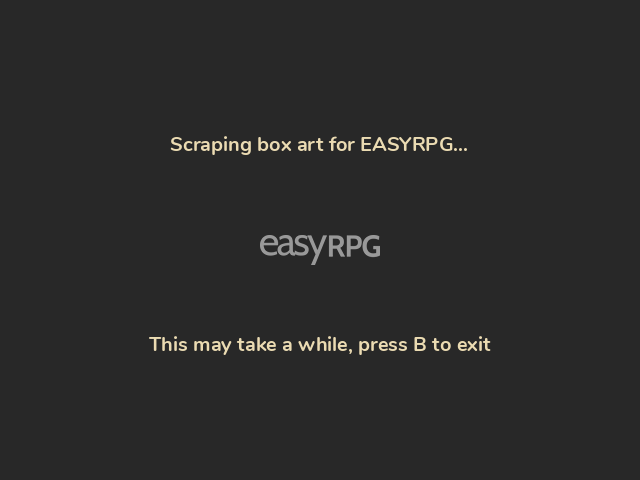 Scraping box art for EASYRPG...
easyRPG
This may take a while, press B to exit